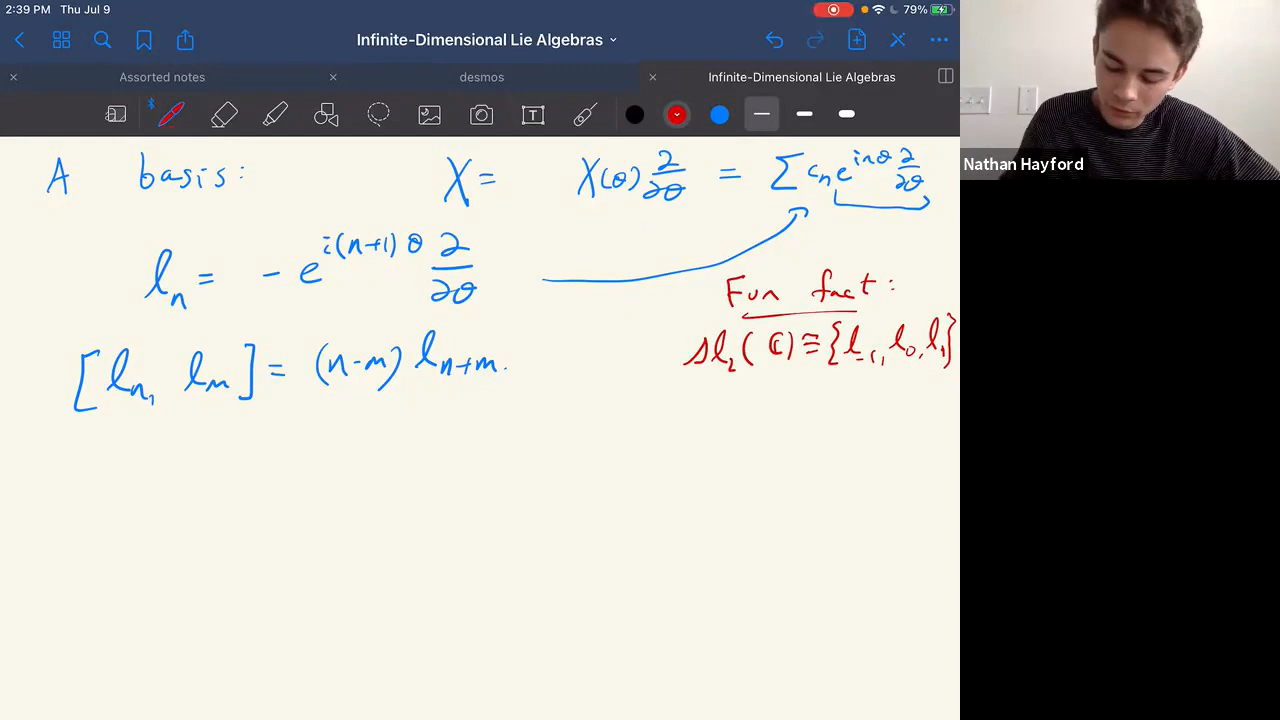 2:39 PM Thu Jul 9
79%
Infinite-Dimensional Lie Algebras
Assorted notes
desmos
Infinite-Dimensional Lie Algebras
Nathan Hayford
A basis: X = X(θ) ∂/∂θ = ∑ cₙ e^{inθ} ∂/∂θ
lₙ = - e^{i(n+1)θ} ∂/∂θ
Fun fact:
sl₂(ℂ) ≅ {l₋₁, l₀, l₁}
[lₙ, lₘ] = (n-m) lₙ₊ₘ.